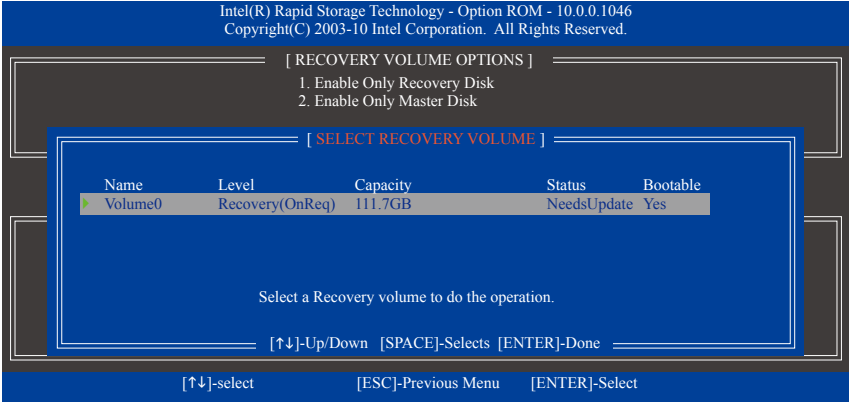 Intel(R) Rapid Storage Technology - Option ROM - 10.0.0.1046
Copyright(C) 2003-10 Intel Corporation. All Rights Reserved.
[ RECOVERY VOLUME OPTIONS ]
1. Enable Only Recovery Disk
2. Enable Only Master Disk
[ SELECT RECOVERY VOLUME ]
Name Level Capacity Status Bootable
Volume0 Recovery(OnReq) 111.7GB NeedsUpdate Yes
Select a Recovery volume to do the operation.
[↑↓]-Up/Down [SPACE]-Selects [ENTER]-Done
[↑↓]-select [ESC]-Previous Menu [ENTER]-Select